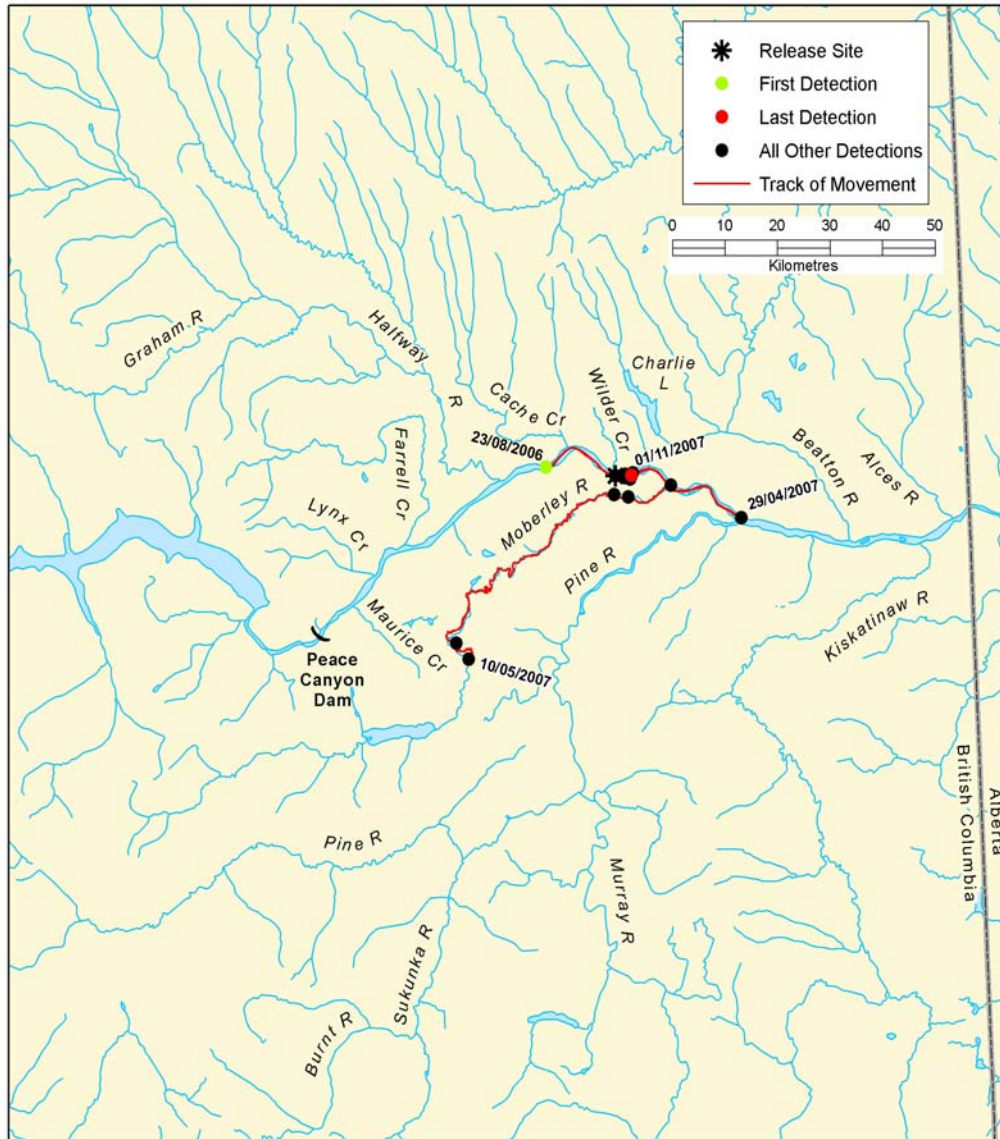 Release Site
First Detection
Last Detection
All Other Detections
Track of Movement
0 10 20 30 40 50
Kilometres
Graham R
Halfway
R
Charlie
L
Wilder Cr
Cache Cr
23/08/2006
01/11/2007
Farrell Cr
Beatton R
Alces R
29/04/2007
Lynx Cr
Moberley R
Pine R
Kiskatinaw R
Maurice Cr
Peace
Canyon
Dam
10/05/2007
British Columbia
Alberta
Pine R
Murray R
Sukunka R
Burnt R